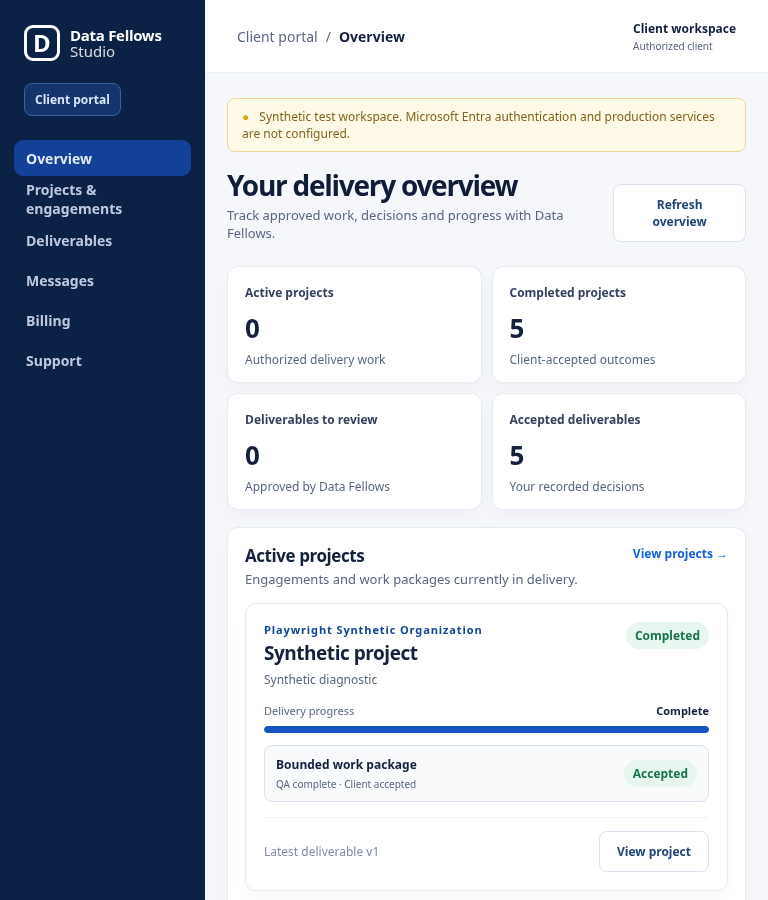 D
Data Fellows
Studio
Client portal
Overview
Projects &
engagements
Deliverables
Messages
Billing
Support
Client portal / Overview
Client workspace
Authorized client
Synthetic test workspace. Microsoft Entra authentication and production services
are not configured.
Your delivery overview
Track approved work, decisions and progress with Data
Fellows.
Refresh
overview
Active projects
0
Authorized delivery work
Completed projects
5
Client-accepted outcomes
Deliverables to review
0
Approved by Data Fellows
Accepted deliverables
5
Your recorded decisions
Active projects
View projects →
Engagements and work packages currently in delivery.
Playwright Synthetic Organization
Completed
Synthetic project
Synthetic diagnostic
Delivery progress
Complete
Bounded work package
QA complete · Client accepted
Accepted
Latest deliverable v1
View project